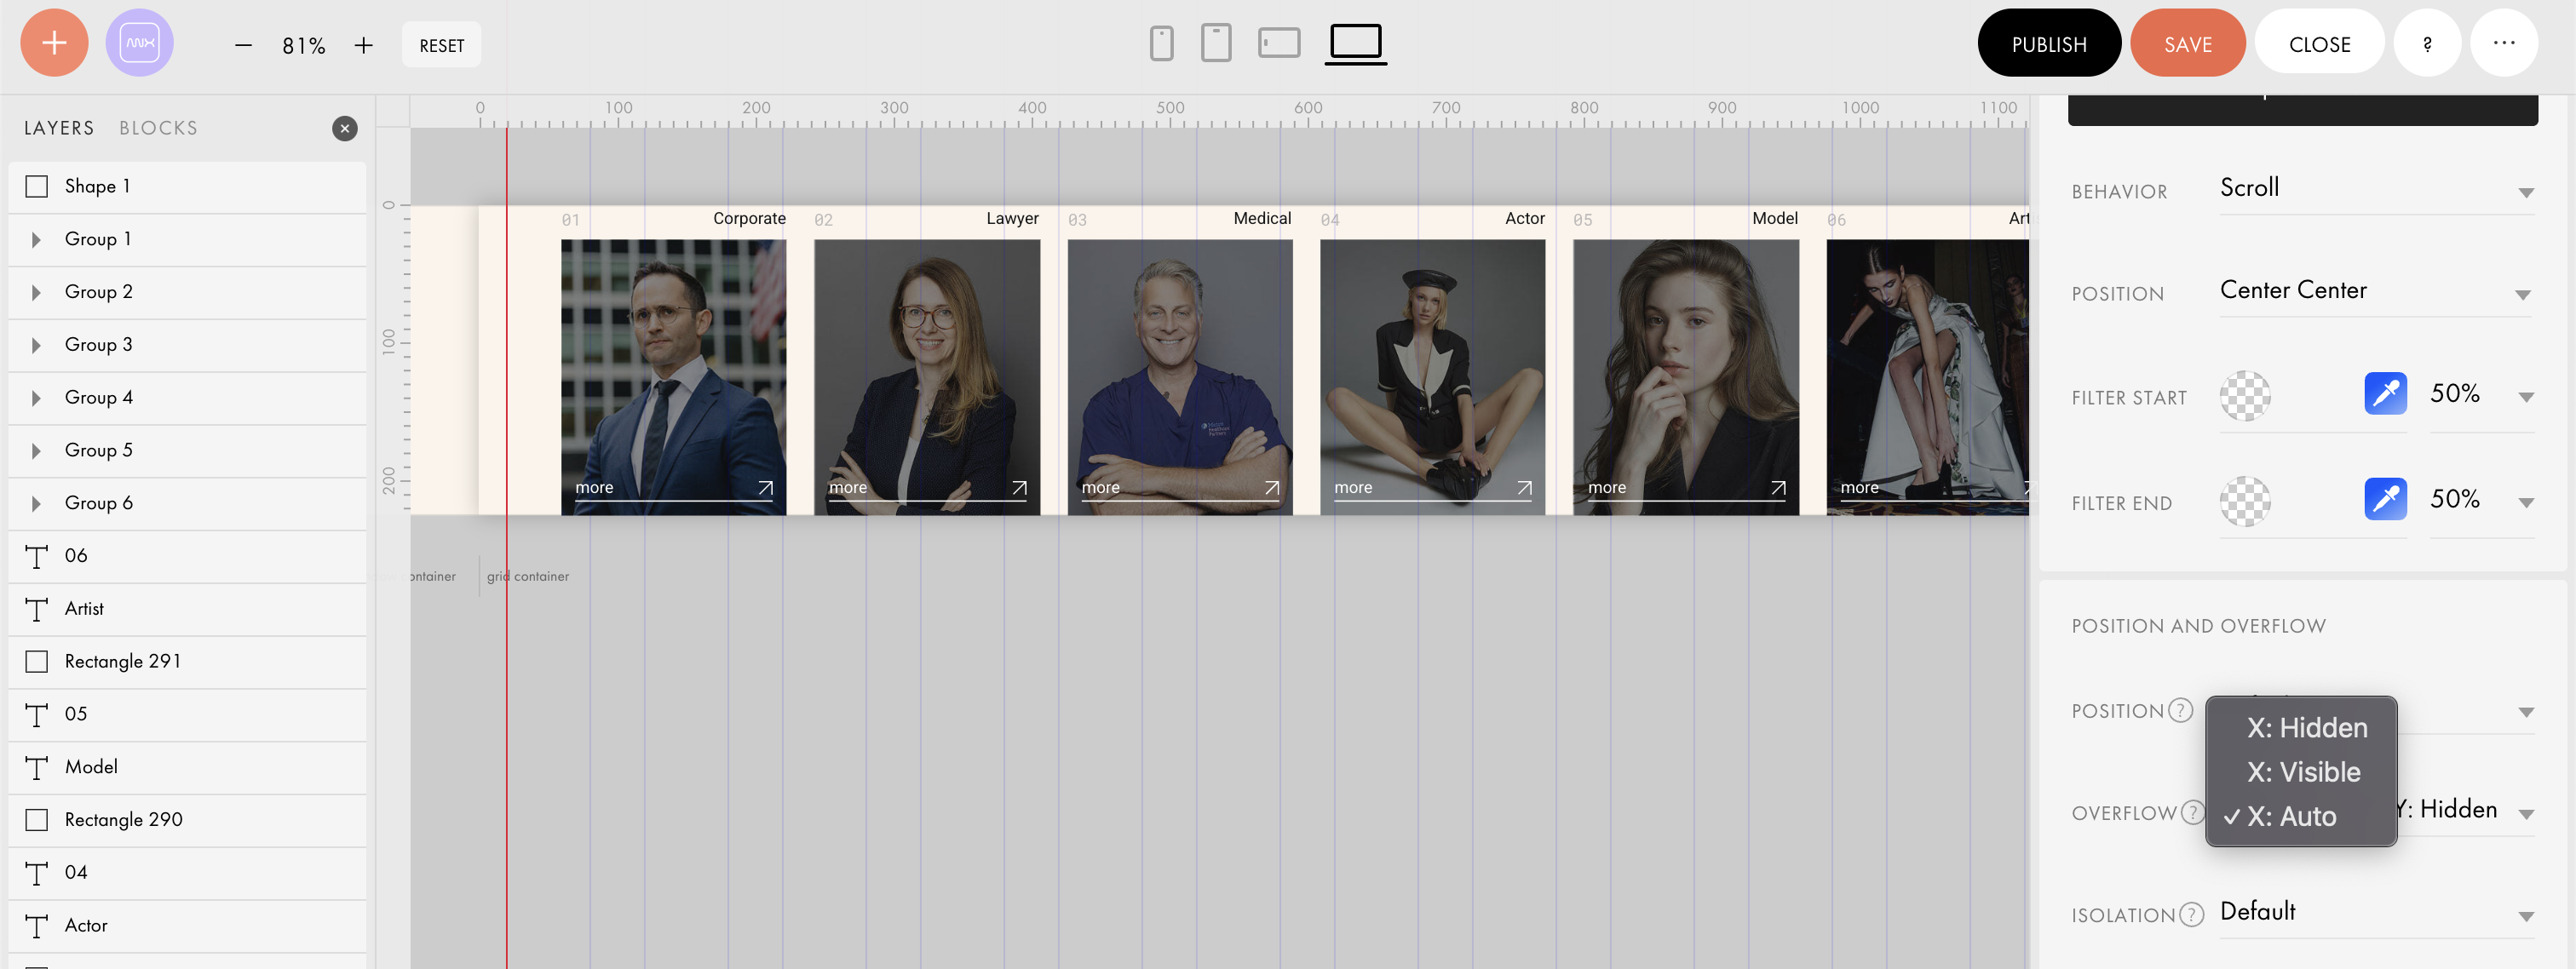 81%
RESET
PUBLISH
SAVE
CLOSE
?
...
LAYERS BLOCKS
Shape 1
Group 1
Group 2
Group 3
Group 4
Group 5
Group 6
06
Artist
Rectangle 291
05
Model
Rectangle 290
04
Actor
0 100 200 300 400 500 600 700 800 900 1000 1100
0
100
200
01 Corporate
02 Lawyer
03 Medical
04 Actor
05 Model
06
more
more
more
more
more
more
container
grid container
BEHAVIOR Scroll
POSITION Center Center
FILTER START 50%
FILTER END 50%
POSITION AND OVERFLOW
POSITION ?
X: Hidden
X: Visible
OVERFLOW ? ✓ X: Auto Y: Hidden
ISOLATION ? Default